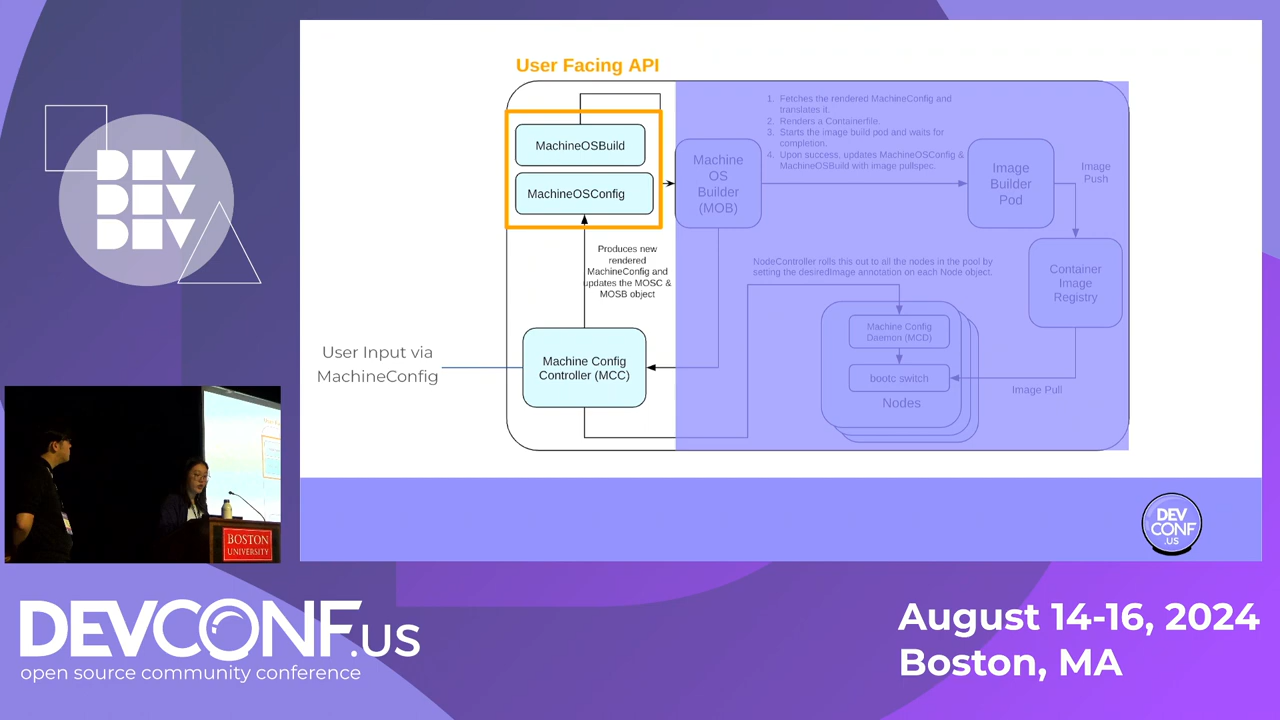 User Facing API
MachineOSBuild
MachineOSConfig
1. Fetches the rendered MachineConfig and
translates it.
2. Renders a Containerfile.
3. Starts the image build pod and waits for
completion.
4. Upon success, updates MachineOSConfig &
MachineOSBuild with image pullspec.
Machine
OS
Builder
(MOB)
Image
Builder
Pod
Image
Push
Container
Image
Registry
Produces new
rendered
MachineConfig and
updates the MOSC &
MOSB object
NodeController rolls this out to all the nodes in the pool by
setting the desiredImage annotation on each Node object.
Machine Config
Daemon (MCD)
bootc switch
Nodes
Image Pull
User Input via
MachineConfig
Machine Config
Controller (MCC)
DEV
CONF
.US
DEV
DEV
DEV
BOSTON
UNIVERSITY
DEVCONF.US
open source community conference
August 14-16, 2024
Boston, MA